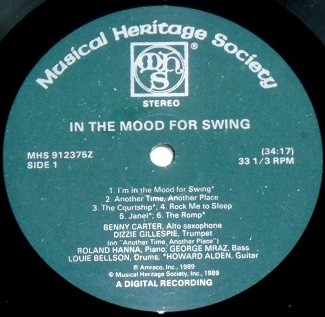 Musical Heritage Society
MHS
®
STEREO
IN THE MOOD FOR SWING
MHS 912375Z
SIDE 1
(34:17)
33 1/3 RPM
1. I'm in the Mood for Swing*
2. Another Time, Another Place
3. The Courtship* 4. Rock Me to Sleep
5. Janel* 6. The Romp*
BENNY CARTER, Alto saxophone
DIZZIE GILLESPIE, Trumpet
(on "Another Time, Another Place")
ROLAND HANNA, Piano; GEORGE MRAZ, Bass
LOUIE BELLSON, Drums; *HOWARD ALDEN, Guitar
℗ Amreco, Inc., 1989
© Musical Heritage Society, Inc., 1989
A DIGITAL RECORDING